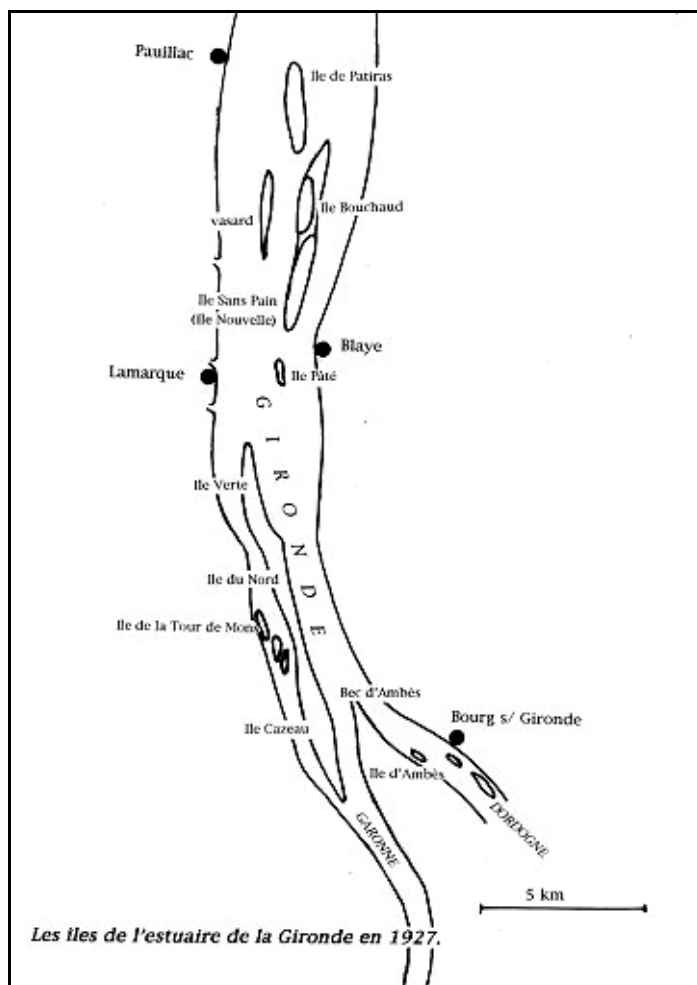 Pauillac
Ile de Patiras
Ile Bouchaud
vasard
Ile Sans Pain
(Ile Nouvelle)
Blaye
Lamarque
Ile Pâté
GIRONDE
Ile Verte
Ile du Nord
Ile de la Tour de Mons
Bec d'Ambès
Bourg s/ Gironde
Ile Cazeau
Ile d'Ambès
DORDOGNE
GARONNE
5 km
Les îles de l'estuaire de la Gironde en 1927.